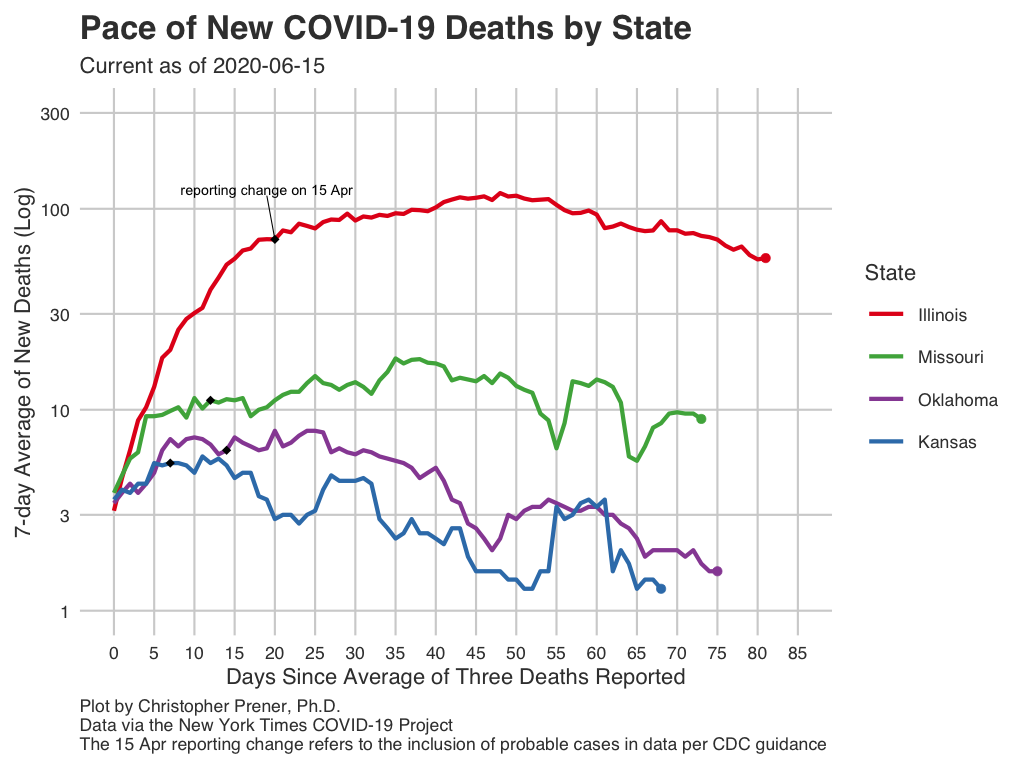 Pace of New COVID-19 Deaths by State
Current as of 2020-06-15
300
100
30
10
3
1
7-day Average of New Deaths (Log)
reporting change on 15 Apr
0 5 10 15 20 25 30 35 40 45 50 55 60 65 70 75 80 85
Days Since Average of Three Deaths Reported
State
Illinois
Missouri
Oklahoma
Kansas
Plot by Christopher Prener, Ph.D.
Data via the New York Times COVID-19 Project
The 15 Apr reporting change refers to the inclusion of probable cases in data per CDC guidance